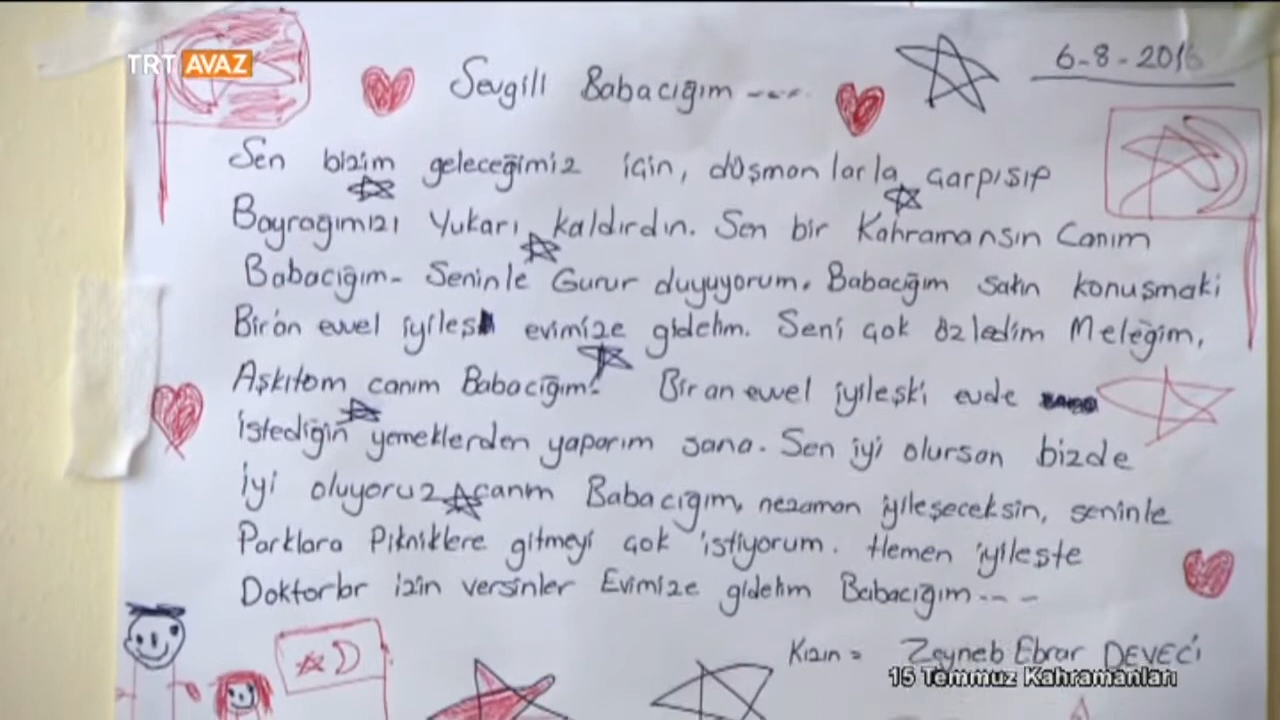 TRT AVAZ
6-8-2016
Sevgili Babacığım ----
Sen bizim geleceğimiz için, düşmanlarla çarpışıp
Bayrağımızı Yukarı kaldırdın. Sen bir Kahramansın Canım
Babacığım- Seninle Gurur duyuyorum. Babacığım sakın konuşmaki
Biran evvel iyileş evimize gidelim. Seni çok özledim Meleğim,
Aşkıtom canım Babacığım! Bir an evvel iyileşki evde
istediğin yemeklerden yaparım sana. Sen iyi olursan bizde
iyi oluyoruz canım Babacığım, nezaman iyileşeceksin, seninle
Parklara Pikniklere gitmeyi çok istiyorum. Hemen iyileşte
Doktorlar izin versinler Evimize gidelim Babacığım---
Kızın = Zeyneb Ebrar DEVECİ
15 Temmuz Kahramanları